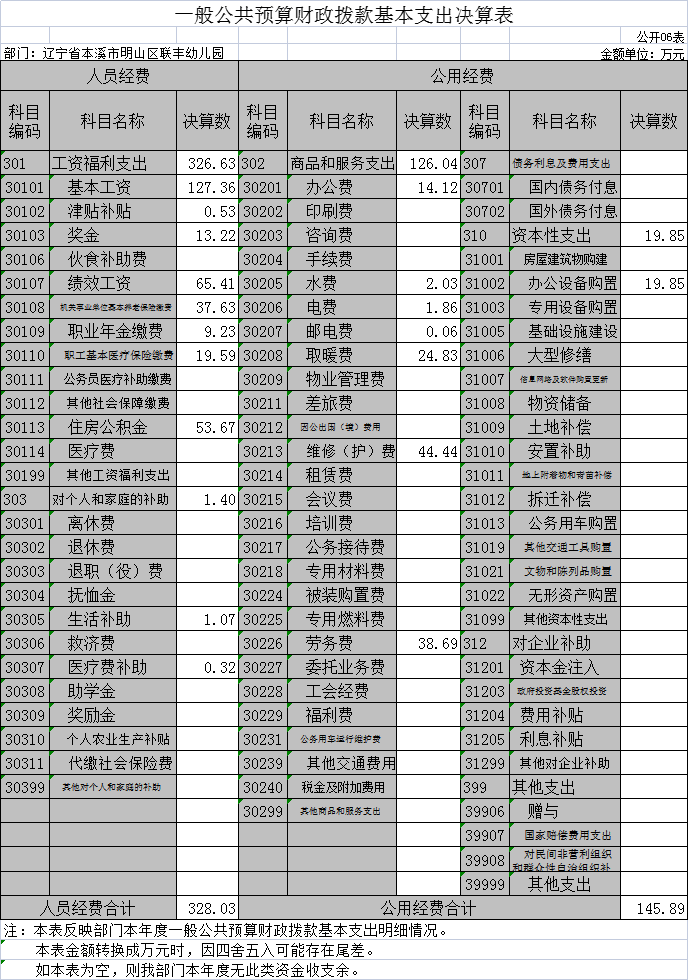 一般公共预算财政拨款基本支出决算表
公开06表
部门：辽宁省本溪市明山区联丰幼儿园 金额单位：万元
人员经费 公用经费
科目编码 科目名称 决算数 科目编码 科目名称 决算数 科目编码 科目名称 决算数
301 工资福利支出 326.63 302 商品和服务支出 126.04 307 债务利息及费用支出
30101 基本工资 127.36 30201 办公费 14.12 30701 国内债务付息
30102 津贴补贴 0.53 30202 印刷费 30702 国外债务付息
30103 奖金 13.22 30203 咨询费 310 资本性支出 19.85
30106 伙食补助费 30204 手续费 31001 房屋建筑物购建
30107 绩效工资 65.41 30205 水费 2.03 31002 办公设备购置 19.85
30108 机关事业单位基本养老保险缴费 37.63 30206 电费 1.86 31003 专用设备购置
30109 职业年金缴费 9.23 30207 邮电费 0.06 31005 基础设施建设
30110 职工基本医疗保险缴费 19.59 30208 取暖费 24.83 31006 大型修缮
30111 公务员医疗补助缴费 30209 物业管理费 31007 信息网络及软件购置更新
30112 其他社会保障缴费 30211 差旅费 31008 物资储备
30113 住房公积金 53.67 30212 因公出国（境）费用 31009 土地补偿
30114 医疗费 30213 维修（护）费 44.44 31010 安置补助
30199 其他工资福利支出 30214 租赁费 31011 地上附着物和青苗补偿
303 对个人和家庭的补助 1.40 30215 会议费 31012 拆迁补偿
30301 离休费 30216 培训费 31013 公务用车购置
30302 退休费 30217 公务接待费 31019 其他交通工具购置
30303 退职（役）费 30218 专用材料费 31021 文物和陈列品购置
30304 抚恤金 30224 被装购置费 31022 无形资产购置
30305 生活补助 1.07 30225 专用燃料费 31099 其他资本性支出
30306 救济费 30226 劳务费 38.69 312 对企业补助
30307 医疗费补助 0.32 30227 委托业务费 31201 资本金注入
30308 助学金 30228 工会经费 31203 政府投资基金股权投资
30309 奖励金 30229 福利费 31204 费用补贴
30310 个人农业生产补贴 30231 公务用车运行维护费 31205 利息补贴
30311 代缴社会保险费 30239 其他交通费用 31299 其他对企业补助
30399 其他对个人和家庭的补助 30240 税金及附加费用 399 其他支出
30299 其他商品和服务支出 39906 赠与
39907 国家赔偿费用支出
39908 对民间非营利组织和群众性自治组织补
39999 其他支出
人员经费合计 328.03 公用经费合计 145.89
注：本表反映部门本年度一般公共预算财政拨款基本支出明细情况。
本表金额转换成万元时，因四舍五入可能存在尾差。
如本表为空，则我部门本年度无此类资金收支余。